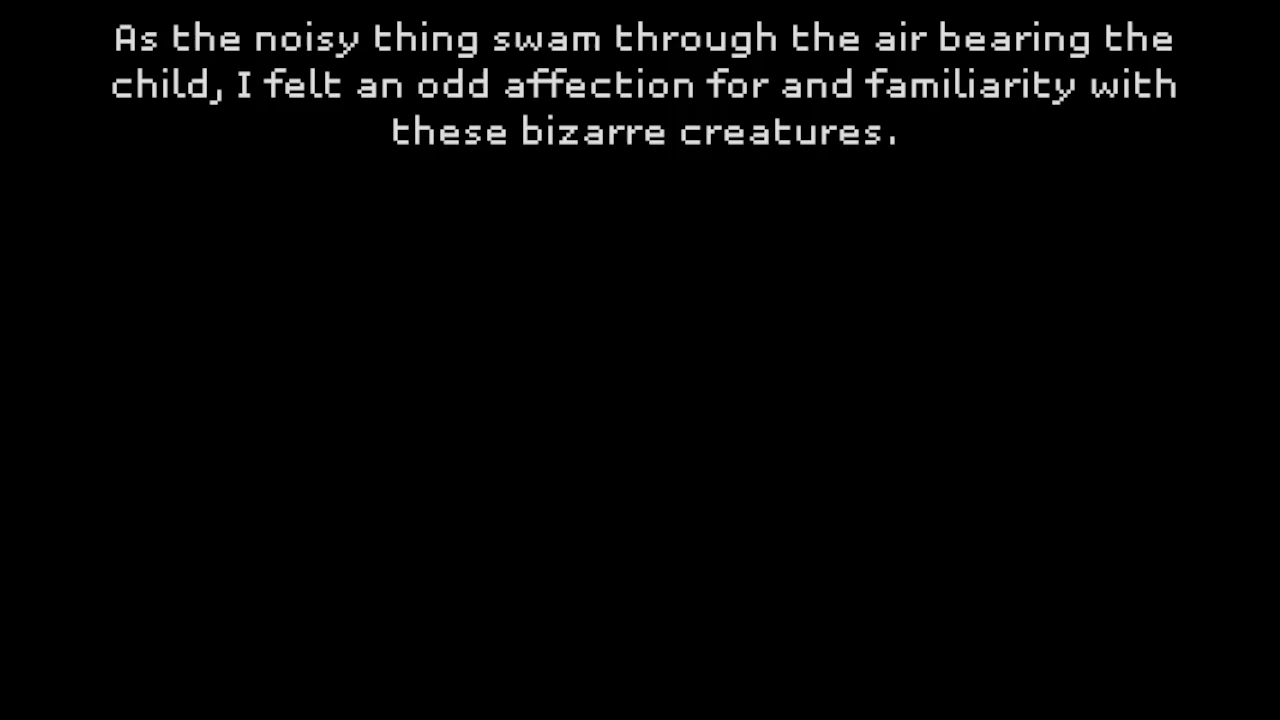 As the noisy thing swam through the air bearing the
child, I felt an odd affection for and familiarity with
these bizarre creatures.